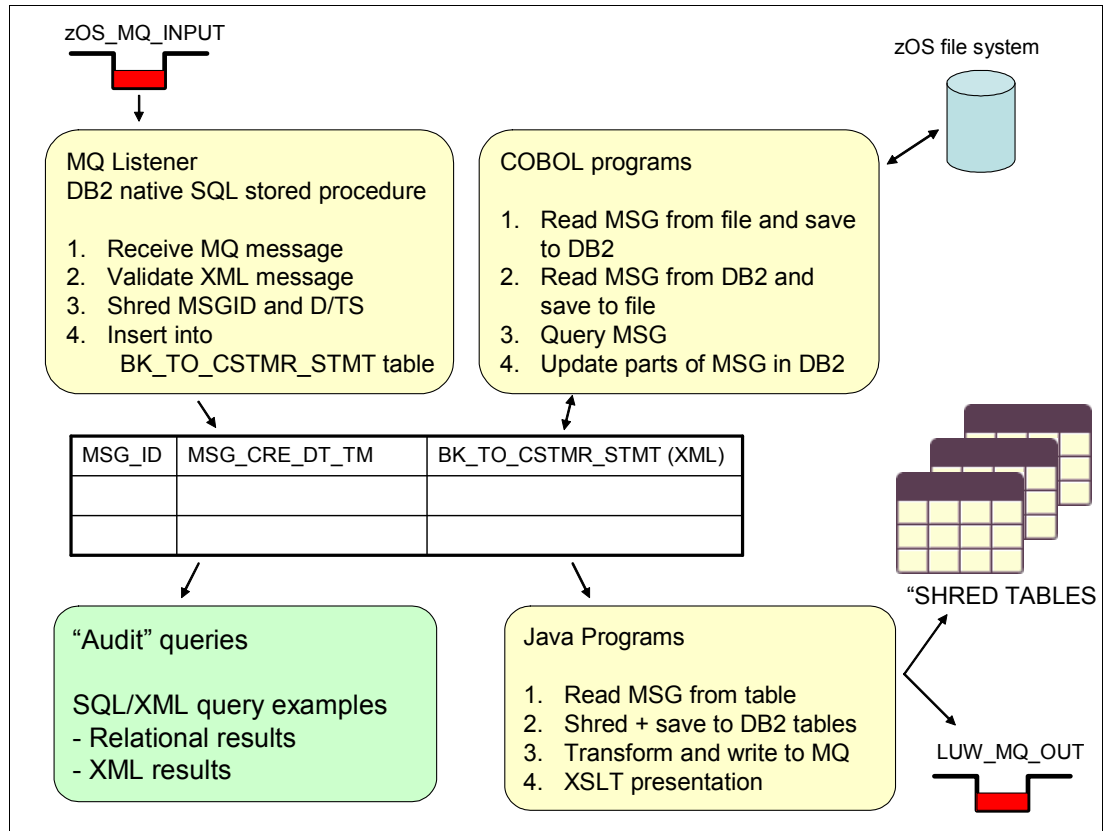 zOS_MQ_INPUT
zOS file system
MQ Listener
DB2 native SQL stored procedure
1. Receive MQ message
2. Validate XML message
3. Shred MSGID and D/TS
4. Insert into
BK_TO_CSTMR_STMT table
COBOL programs
1. Read MSG from file and save
to DB2
2. Read MSG from DB2 and
save to file
3. Query MSG
4. Update parts of MSG in DB2
MSG_ID MSG_CRE_DT_TM BK_TO_CSTMR_STMT (XML)
“SHRED TABLES
“Audit” queries
SQL/XML query examples
- Relational results
- XML results
Java Programs
1. Read MSG from table
2. Shred + save to DB2 tables
3. Transform and write to MQ
4. XSLT presentation
LUW_MQ_OUT